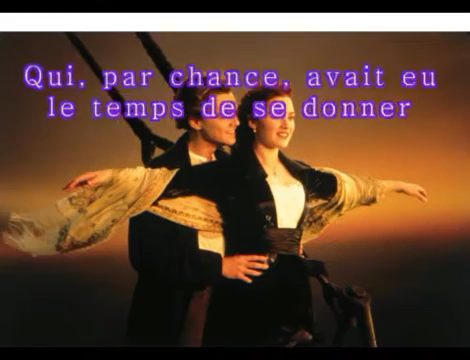 Qui, par chance, avait eu
le temps de se donner